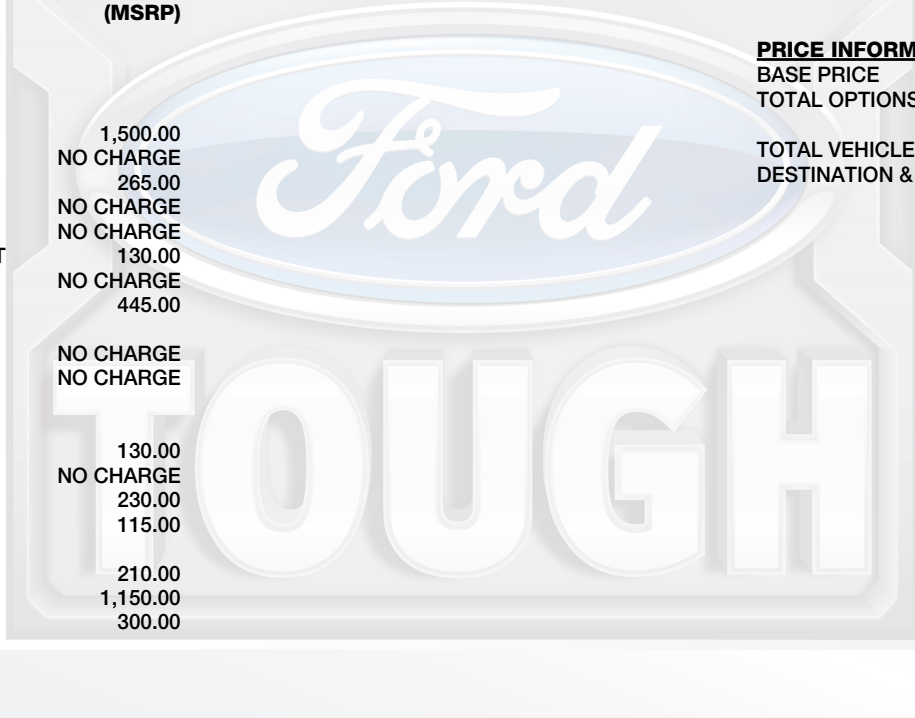 (MSRP)
1,500.00
NO CHARGE
265.00
NO CHARGE
NO CHARGE
T 130.00
NO CHARGE
445.00
NO CHARGE
NO CHARGE
130.00
NO CHARGE
230.00
115.00
210.00
1,150.00
300.00
PRICE INFORM
BASE PRICE
TOTAL OPTIONS
TOTAL VEHICLE
DESTINATION &
Ford
TOUGH